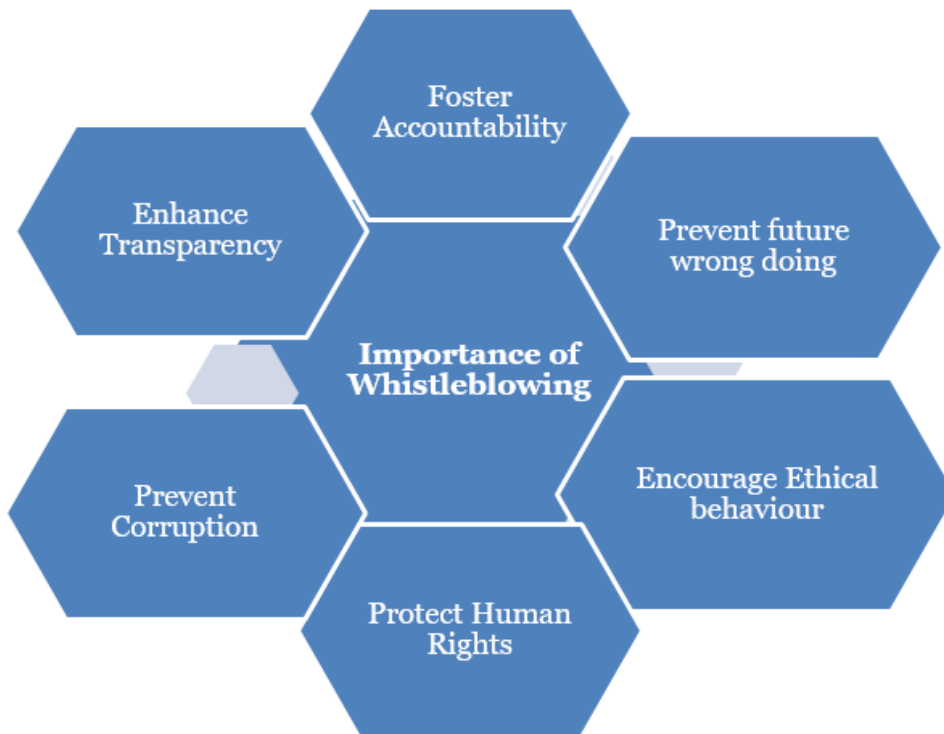 Foster
Accountability
Enhance
Transparency
Prevent future
wrong doing
Importance of
Whistleblowing
Prevent
Corruption
Encourage Ethical
behaviour
Protect Human
Rights